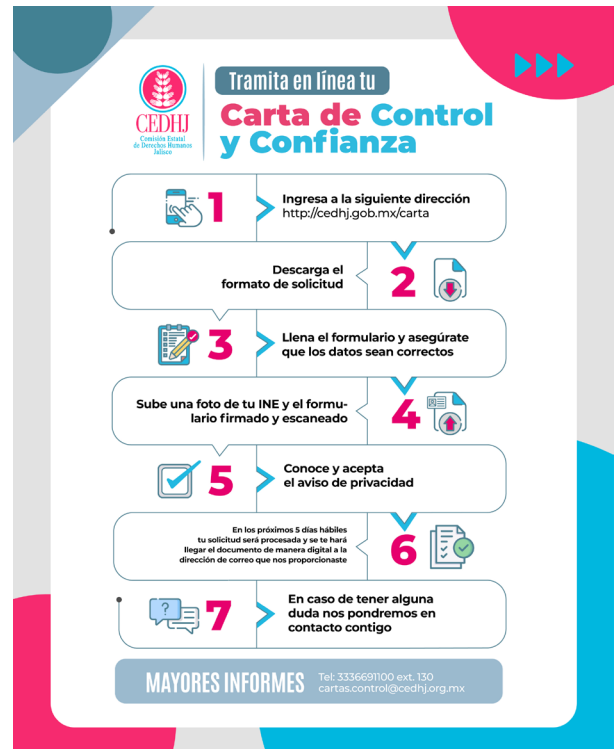 CEDHJ
Comisión Estatal
de Derechos Humanos
Jalisco
Tramita en línea tu
Carta de Control
y Confianza
1
Ingresa a la siguiente dirección
http://cedhj.gob.mx/carta
Descarga el
formato de solicitud
2
3
Llena el formulario y asegúrate
que los datos sean correctos
Sube una foto de tu INE y el formu-
lario firmado y escaneado
4
5
Conoce y acepta
el aviso de privacidad
En los próximos 5 días hábiles
tu solicitud será procesada y se te hará
llegar el documento de manera digital a la
dirección de correo que nos proporcionaste
6
?
7
En caso de tener alguna
duda nos pondremos en
contacto contigo
MAYORES INFORMES
Tel: 3336691100 ext. 130
cartas.control@cedhj.org.mx